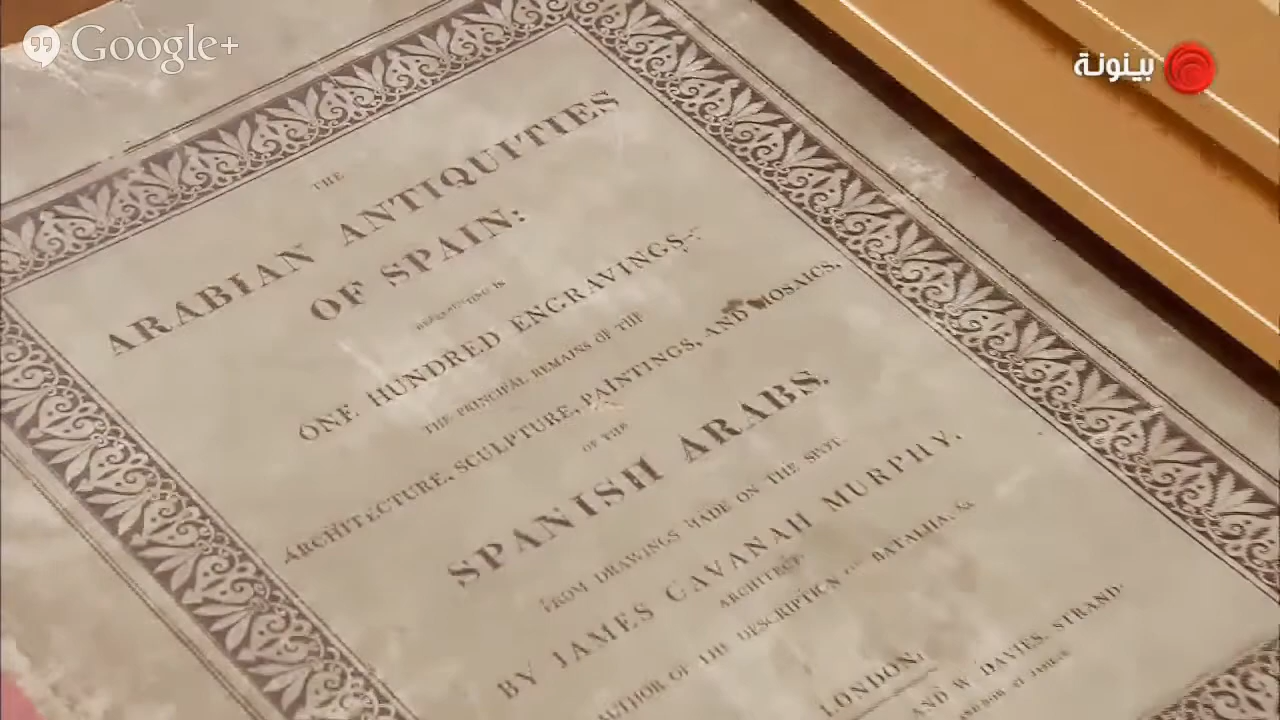 Google+
بينونة
THE
ARABIAN ANTIQUITIES
OF SPAIN:
IN
ONE HUNDRED ENGRAVINGS,
THE PRINCIPAL REMAINS OF THE
ARCHITECTURE, SCULPTURE, PAINTINGS, AND MOSAICS,
OF THE
SPANISH ARABS.
FROM DRAWINGS MADE ON THE SPOT
BY JAMES CAVANAH MURPHY,
ARCHITECT
AUTHOR OF THE DESCRIPTION OF BATALHA, &c
LONDON:
AND W. DAVIES, STRAND